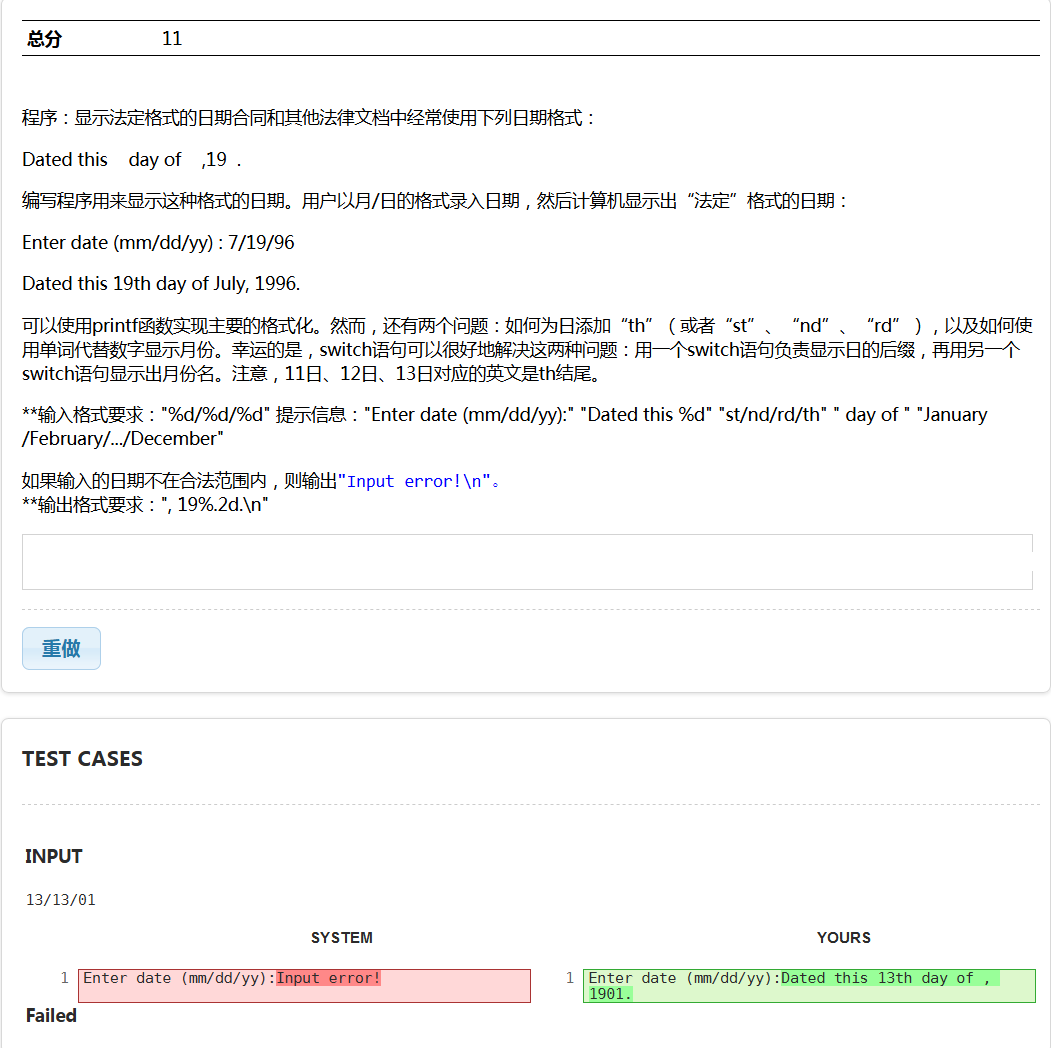 总分 11
程序：显示法定格式的日期合同和其他法律文档中经常使用下列日期格式：
Dated this day of ,19 .
编写程序用来显示这种格式的日期。用户以月/日的格式录入日期，然后计算机显示出“法定”格式的日期：
Enter date (mm/dd/yy) : 7/19/96
Dated this 19th day of July, 1996.
可以使用printf函数实现主要的格式化。然而，还有两个问题：如何为日添加“th”（或者“st”、“nd”、“rd”），以及如何使
用单词代替数字显示月份。幸运的是，switch语句可以很好地解决这两种问题：用一个switch语句负责显示日的后缀，再用另一个
switch语句显示出月份名。注意，11日、12日、13日对应的英文是th结尾。
**输入格式要求："%d/%d/%d" 提示信息："Enter date (mm/dd/yy):" "Dated this %d" "st/nd/rd/th" " day of " "January
/February/.../December"
如果输入的日期不在合法范围内，则输出"Input error!\n"。
**输出格式要求：", 19%.2d.\n"
重做
TEST CASES
INPUT
13/13/01
SYSTEM YOURS
1 Enter date (mm/dd/yy):Input error! 1 Enter date (mm/dd/yy):Dated this 13th day of ,
1901.
Failed